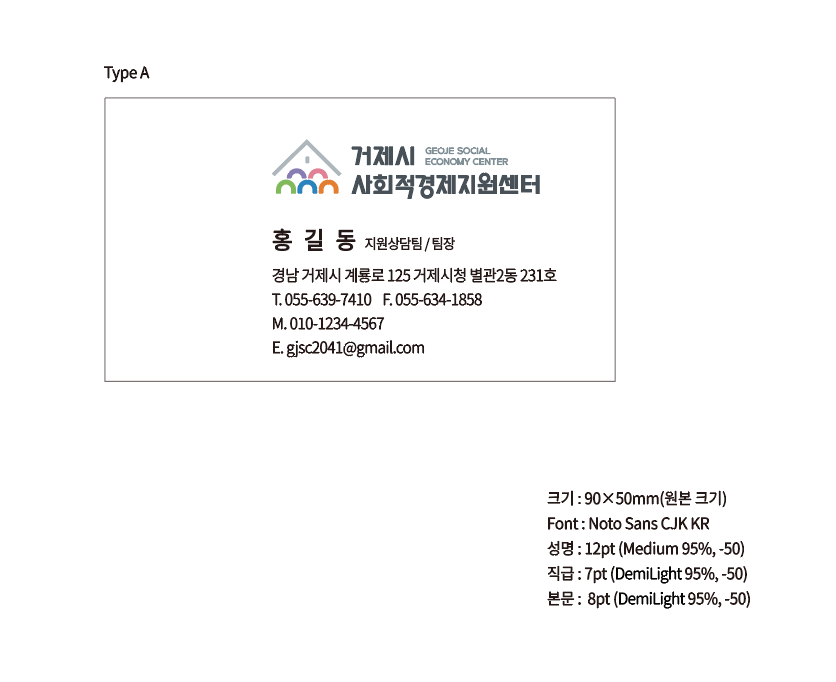 Type A
거제시 GEOJE SOCIAL
ECONOMY CENTER
사회적경제지원센터
홍 길 동 지원상담팀 / 팀장
경남 거제시 계룡로 125 거제시청 별관2동 231호
T. 055-639-7410 F. 055-634-1858
M. 010-1234-4567
E. gjsc2041@gmail.com
크기 : 90×50mm(원본 크기)
Font : Noto Sans CJK KR
성명 : 12pt (Medium 95%, -50)
직급 : 7pt (DemiLight 95%, -50)
본문 : 8pt (DemiLight 95%, -50)